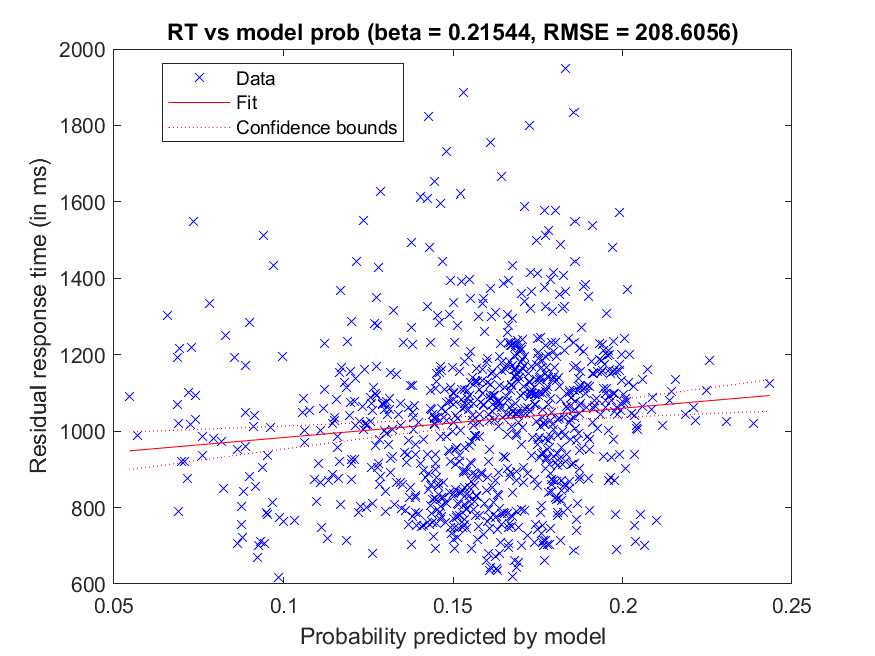 RT vs model prob (beta = 0.21544, RMSE = 208.6056)
2000
1800
1600
1400
1200
1000
800
600
Residual response time (in ms)
Data
Fit
Confidence bounds
0.05 0.1 0.15 0.2 0.25
Probability predicted by model